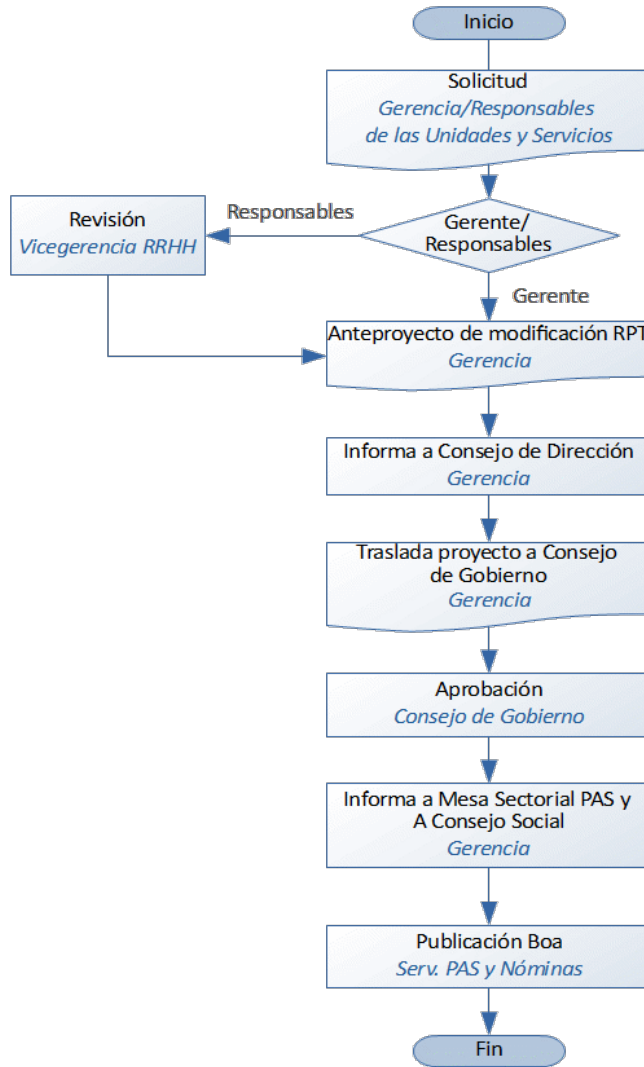 Inicio
Solicitud
Gerencia/Responsables
de las Unidades y Servicios
Gerente/
Responsables
Responsables
Revisión
Vicegerencia RRHH
Gerente
Anteproyecto de modificación RPT
Gerencia
Informa a Consejo de Dirección
Gerencia
Traslada proyecto a Consejo
de Gobierno
Gerencia
Aprobación
Consejo de Gobierno
Informa a Mesa Sectorial PAS y
A Consejo Social
Gerencia
Publicación Boa
Serv. PAS y Nóminas
Fin